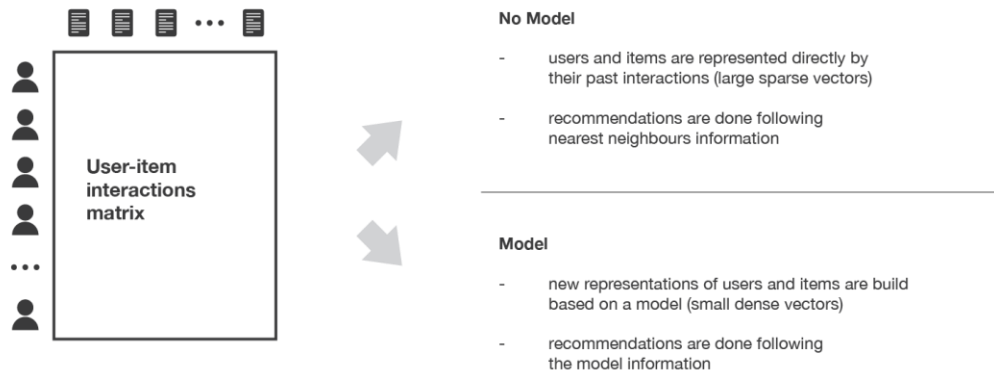 User-item
interactions
matrix
No Model
- users and items are represented directly by
their past interactions (large sparse vectors)
- recommendations are done following
nearest neighbours information
Model
- new representations of users and items are build
based on a model (small dense vectors)
- recommendations are done following
the model information